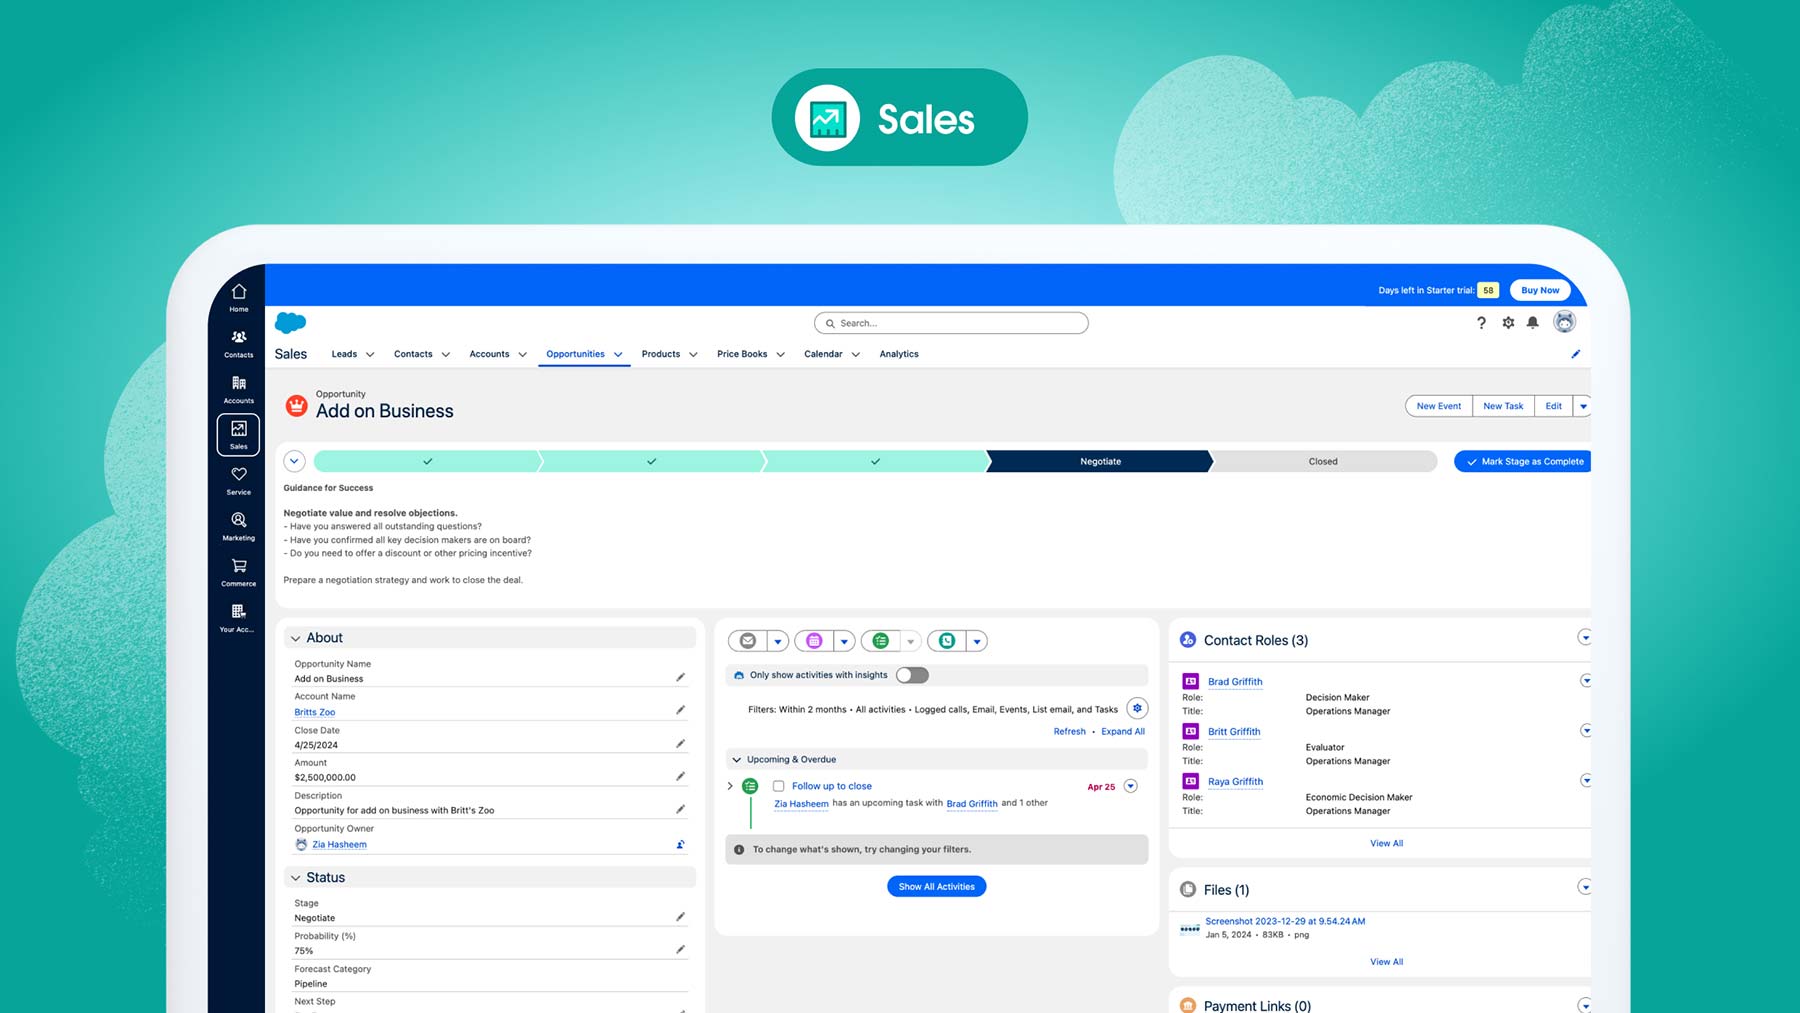 Sales
Days left in Starter trial: 58 Buy Now
Home
Contacts
Accounts
Sales
Service
Marketing
Commerce
Your Acc...
Search...
Sales Leads Contacts Accounts Opportunities Products Price Books Calendar Analytics
Opportunity
Add on Business
New Event New Task Edit
Negotiate Closed Mark Stage as Complete
Guidance for Success
Negotiate value and resolve objections.
- Have you answered all outstanding questions?
- Have you confirmed all key decision makers are on board?
- Do you need to offer a discount or other pricing incentive?
Prepare a negotiation strategy and work to close the deal.
About
Opportunity Name
Add on Business
Account Name
Britts Zoo
Close Date
4/25/2024
Amount
$2,500,000.00
Description
Opportunity for add on business with Britt's Zoo
Opportunity Owner
Zia Hasheem
Status
Stage
Negotiate
Probability (%)
75%
Forecast Category
Pipeline
Next Step
Only show activities with insights
Filters: Within 2 months • All activities • Logged calls, Email, Events, List email, and Tasks
Refresh • Expand All
Upcoming & Overdue
Follow up to close Apr 25
Zia Hasheem has an upcoming task with Brad Griffith and 1 other
To change what's shown, try changing your filters.
Show All Activities
Contact Roles (3)
Brad Griffith
Role: Decision Maker
Title: Operations Manager
Britt Griffith
Role: Evaluator
Title: Operations Manager
Raya Griffith
Role: Economic Decision Maker
Title: Operations Manager
View All
Files (1)
Screenshot 2023-12-29 at 9.54.24 AM
Jan 5, 2024 • 83KB • png
View All
Payment Links (0)